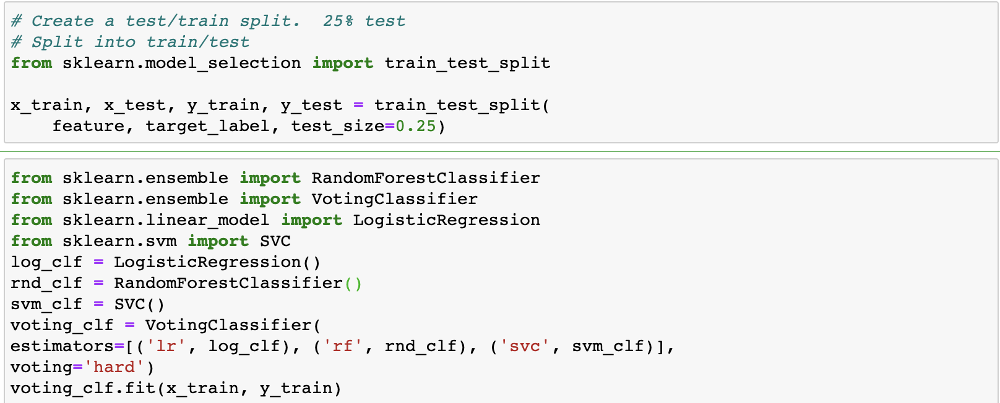 # Create a test/train split.  25% test
# Split into train/test
from sklearn.model_selection import train_test_split
x_train, x_test, y_train, y_test = train_test_split(
    feature, target_label, test_size=0.25)
from sklearn.ensemble import RandomForestClassifier
from sklearn.ensemble import VotingClassifier
from sklearn.linear_model import LogisticRegression
from sklearn.svm import SVC
log_clf = LogisticRegression()
rnd_clf = RandomForestClassifier()
svm_clf = SVC()
voting_clf = VotingClassifier(
estimators=[('lr', log_clf), ('rf', rnd_clf), ('svc', svm_clf)],
voting='hard')
voting_clf.fit(x_train, y_train)